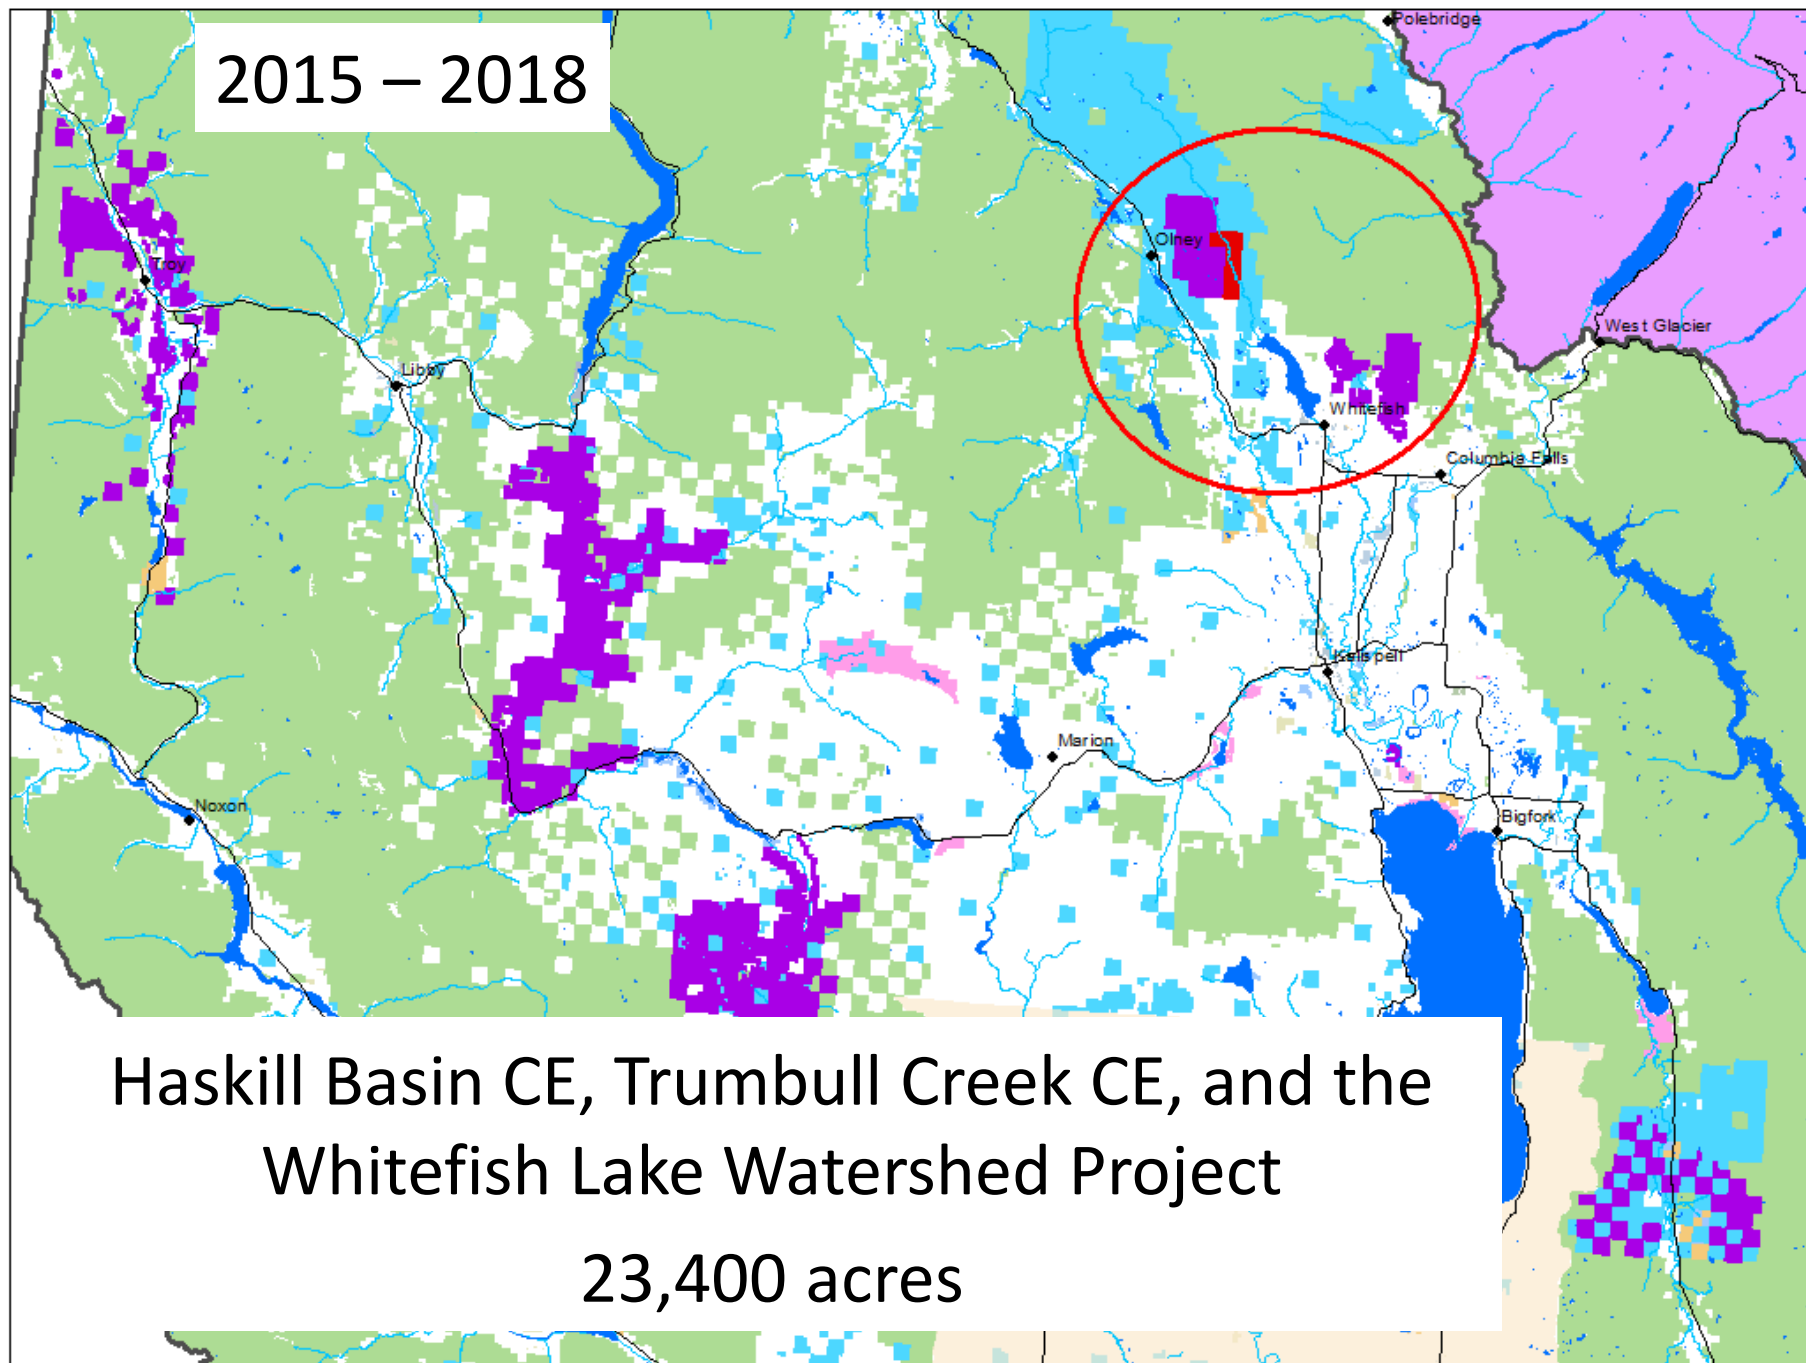 2015 – 2018
Polebridge
Olney
Troy
West Glacier
Libby
Whitefish
Columbia Falls
Kalispell
Marion
Noxon
Bigfork
Haskill Basin CE, Trumbull Creek CE, and the
Whitefish Lake Watershed Project
23,400 acres